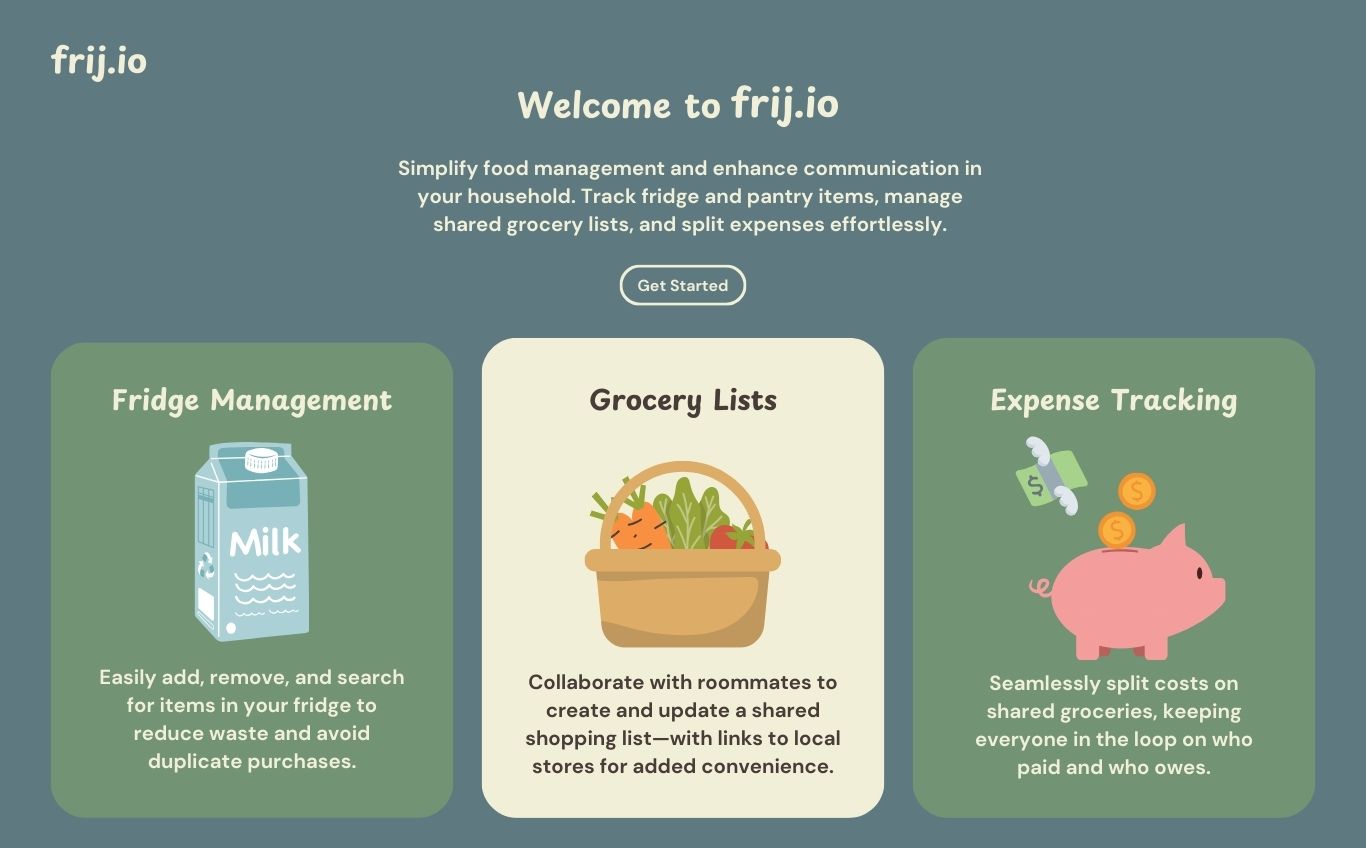 frij.io
Welcome to frij.io
Simplify food management and enhance communication in
your household. Track fridge and pantry items, manage
shared grocery lists, and split expenses effortlessly.
Get Started
Fridge Management
Milk
Easily add, remove, and search
for items in your fridge to
reduce waste and avoid
duplicate purchases.
Grocery Lists
Collaborate with roommates to
create and update a shared
shopping list—with links to local
stores for added convenience.
Expense Tracking
$
$
$
Seamlessly split costs on
shared groceries, keeping
everyone in the loop on who
paid and who owes.